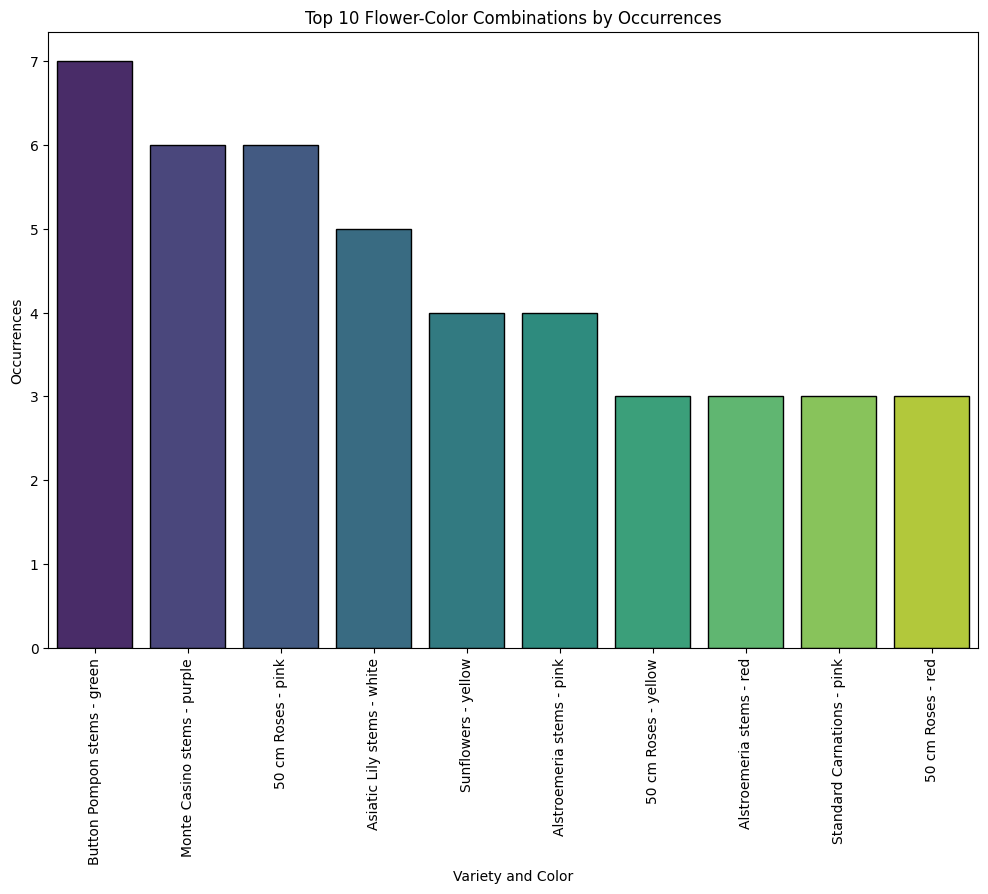 Top 10 Flower-Color Combinations by Occurrences
Occurrences
7
6
5
4
3
2
1
0
Button Pompon stems - green
Monte Casino stems - purple
50 cm Roses - pink
Asiatic Lily stems - white
Sunflowers - yellow
Alstroemeria stems - pink
50 cm Roses - yellow
Alstroemeria stems - red
Standard Carnations - pink
50 cm Roses - red
Variety and Color